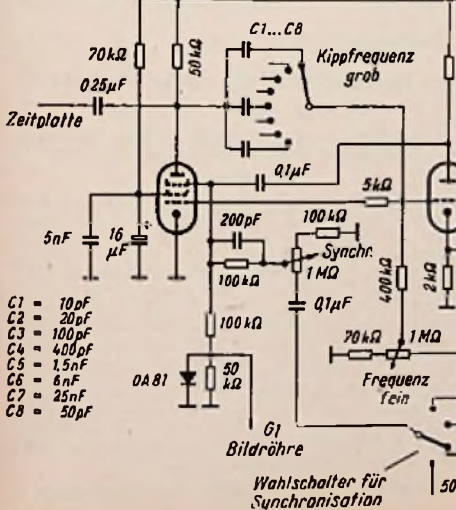 C1...C8
70kΩ
50kΩ
Kippfrequenz
grob
0,25µF
Zeitplatte
0,1µF
5kΩ
200pF
100kΩ
5nF
16
µF
Synchr.
1MΩ
100kΩ
400kΩ
2kΩ
0,1µF
C1 = 10pF
C2 = 20pF
C3 = 100pF
C4 = 400pF
C5 = 1,5nF
C6 = 6nF
C7 = 25nF
C8 = 50pF
100kΩ
70kΩ
1MΩ
OA81
50
kΩ
Frequenz
fein
G1
Bildröhre
Wahlschalter für
Synchronisation
50